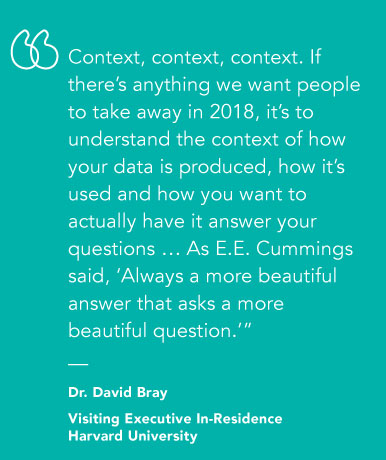 Context, context, context. If
there’s anything we want people
to take away in 2018, it’s to
understand the context of how
your data is produced, how it’s
used and how you want to
actually have it answer your
questions … As E.E. Cummings
said, ‘Always a more beautiful
answer that asks a more
beautiful question.’”
—
Dr. David Bray
Visiting Executive In-Residence
Harvard University